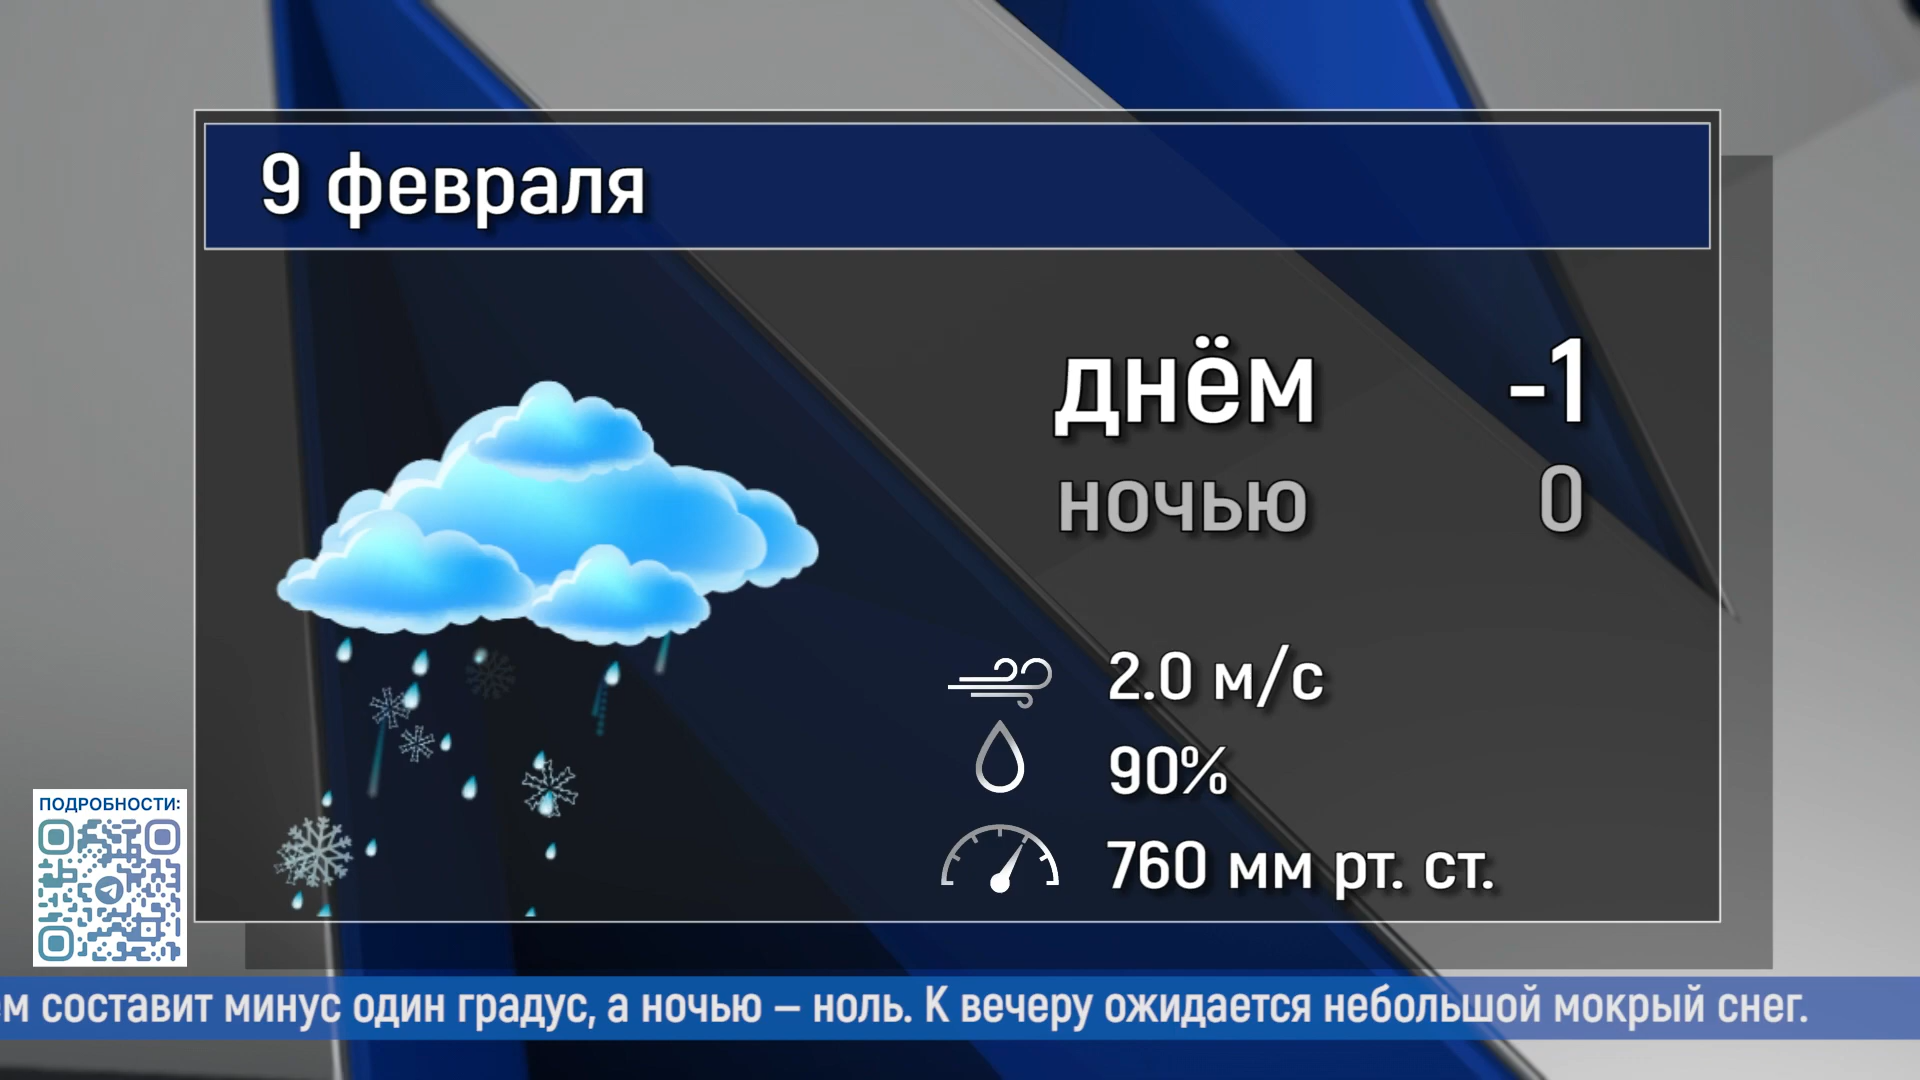 9 февраля
днём -1
ночью 0
2.0 м/с
90%
760 мм рт. ст.
ПОДРОБНОСТИ:
составит минус один градус, а ночью – ноль. К вечеру ожидается небольшой мокрый снег.